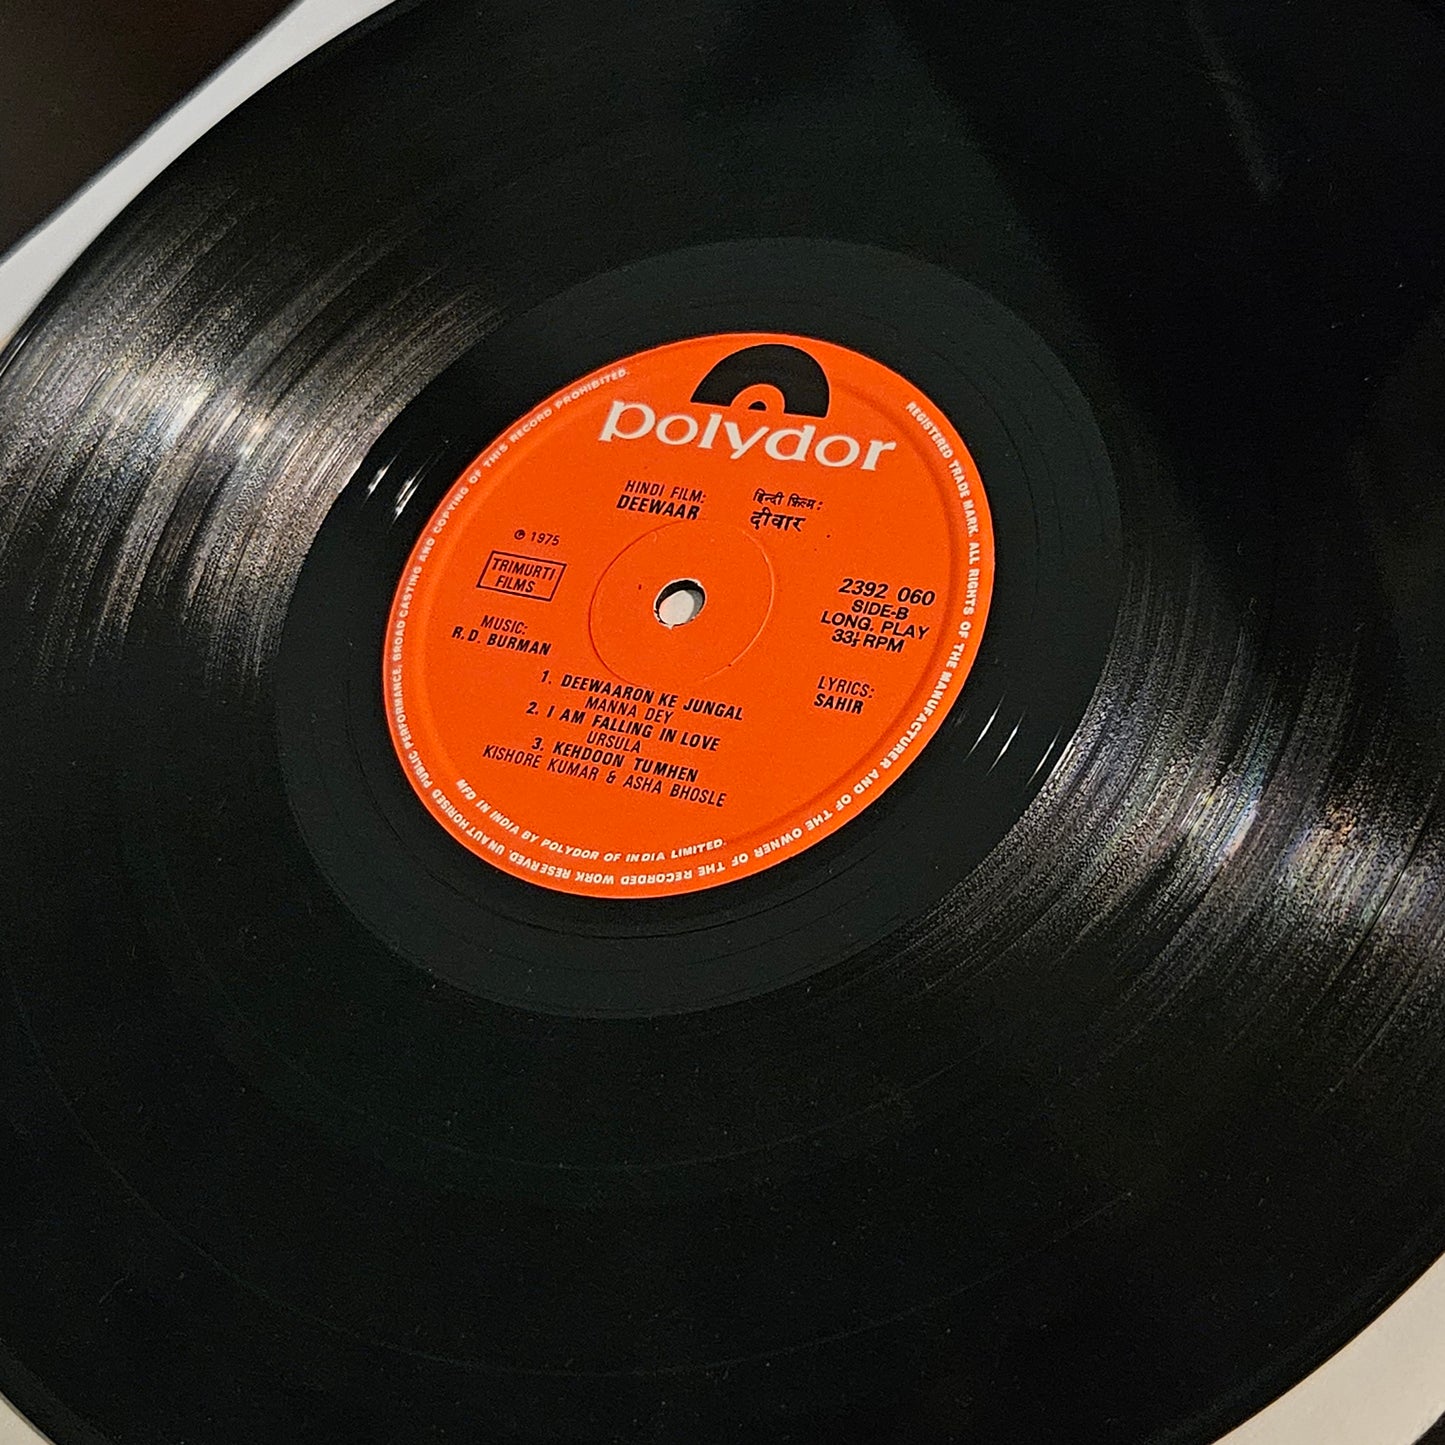 polydor
HINDI FILM:
DEEWAAR
हिन्दी फ़िल्म:
दीवार
℗ 1975
TRIMURTI
FILMS
2392 060
SIDE-B
LONG. PLAY
33⅓ RPM
MUSIC:
R.D. BURMAN
LYRICS:
SAHIR
1. DEEWAARON KE JUNGAL
MANNA DEY
2. I AM FALLING IN LOVE
URSULA
3. KEHDOON TUMHEN
KISHORE KUMAR & ASHA BHOSLE
MFD IN INDIA BY POLYDOR OF INDIA LIMITED.
REGISTERED TRADE MARK. ALL RIGHTS OF THE MANUFACTURER AND OF THE OWNER OF THE RECORDED WORK RESERVED. UNAUTHORISED PUBLIC PERFORMANCE, BROADCASTING AND COPYING OF THIS RECORD PROHIBITED.